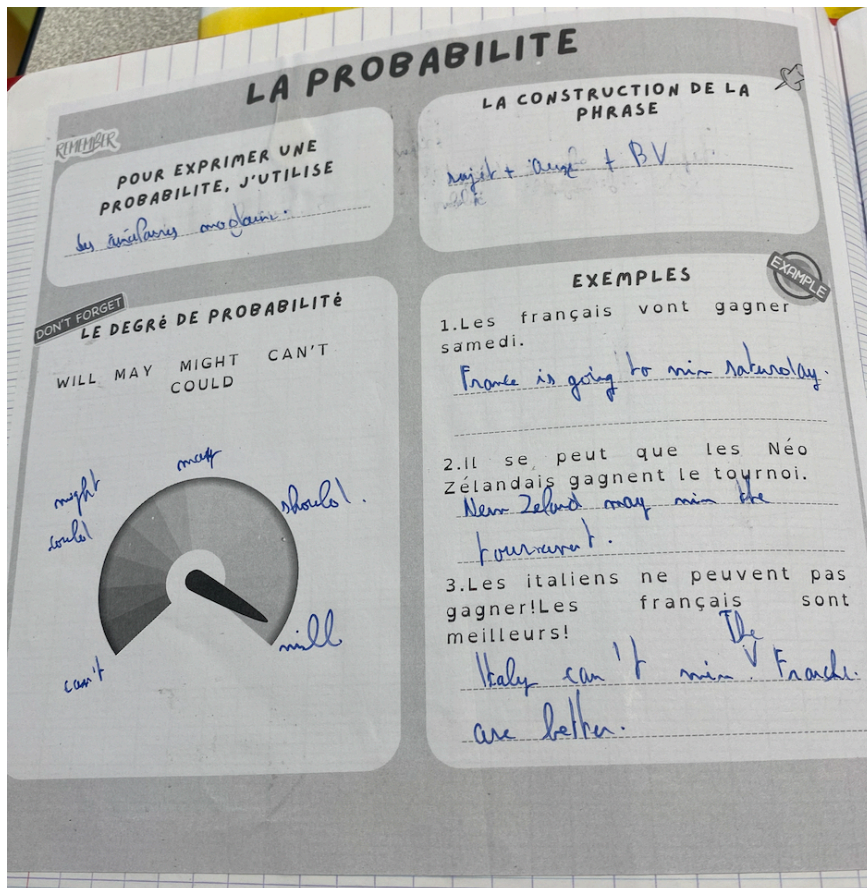 LA PROBABILITE
REMEMBER
POUR EXPRIMER UNE
PROBABILITE, J'UTILISE
les modaux.
LA CONSTRUCTION DE LA
PHRASE
sujet + aux + BV
DON'T FORGET
LE DEGRé DE PROBABILITé
WILL MAY MIGHT CAN'T
COULD
may
might
should.
could
will
can't
EXAMPLE
EXEMPLES
1.Les français vont gagner
samedi.
France is going to win saturday.
2.il se peut que les Néo
Zélandais gagnent le tournoi.
New Zeland may win the
3.Les italiens ne peuvent pas
gagner!Les français sont
meilleurs!
The
Italy can't win.
are better.